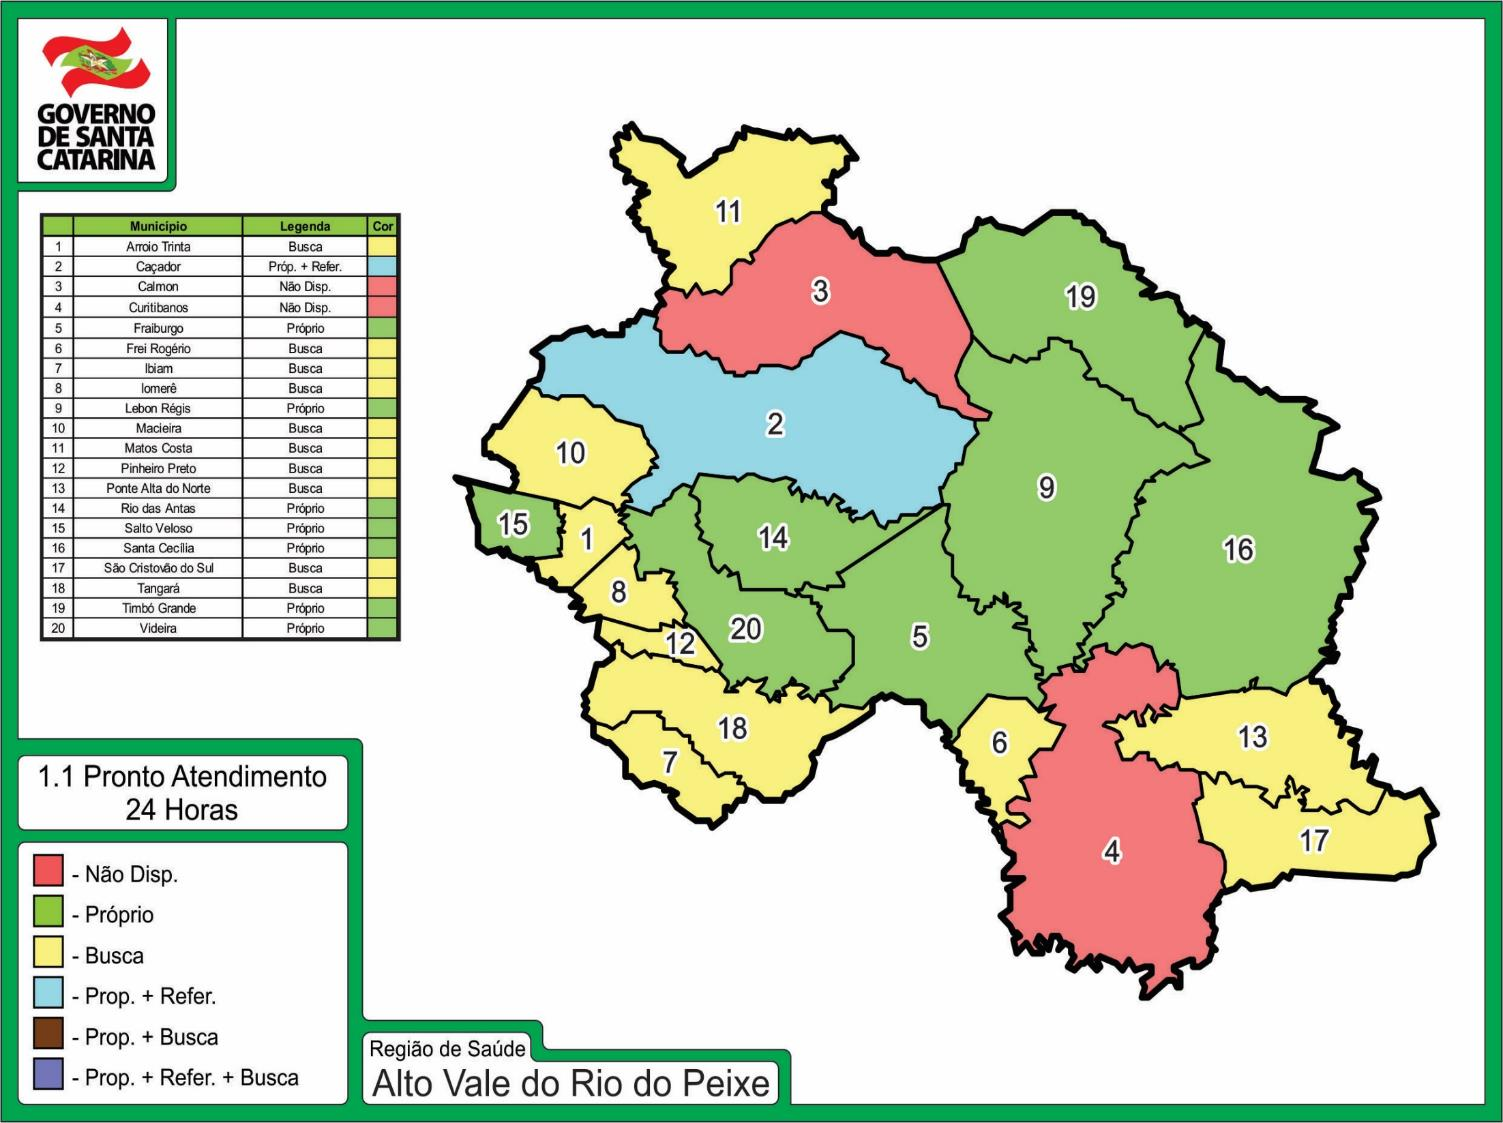 GOVERNO
DE SANTA
CATARINA
Município Legenda Cor
1 Arroio Trinta Busca
2 Caçador Próp. + Refer.
3 Calmon Não Disp.
4 Curitibanos Não Disp.
5 Fraiburgo Próprio
6 Frei Rogério Busca
7 Ibiam Busca
8 Iomerê Busca
9 Lebon Régis Próprio
10 Macieira Busca
11 Matos Costa Busca
12 Pinheiro Preto Busca
13 Ponte Alta do Norte Busca
14 Rio das Antas Próprio
15 Salto Veloso Próprio
16 Santa Cecília Próprio
17 São Cristovão do Sul Busca
18 Tangará Busca
19 Timbó Grande Próprio
20 Videira Próprio
11
3
19
2
10
9
15
1
14
16
8
20
12
5
18
7
6
13
17
4
1.1 Pronto Atendimento
24 Horas
- Não Disp.
- Próprio
- Busca
- Prop. + Refer.
- Prop. + Busca
- Prop. + Refer. + Busca
Região de Saúde
Alto Vale do Rio do Peixe